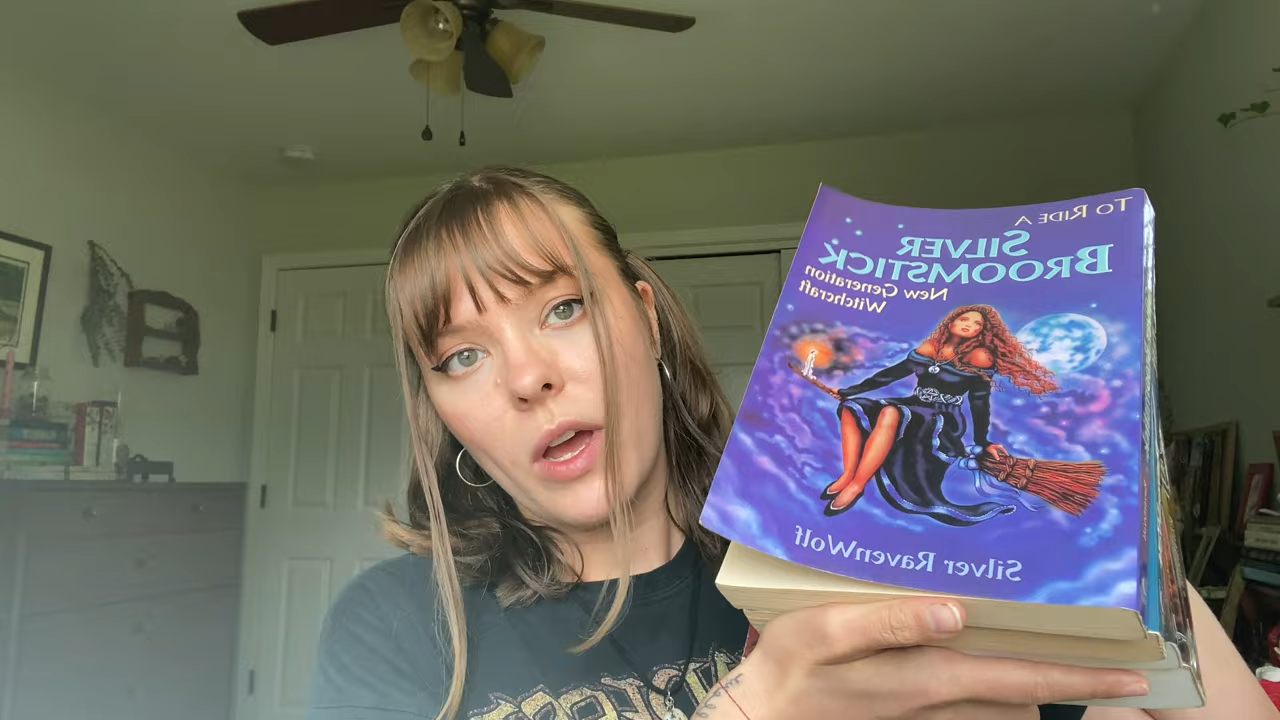 TO RIDE A
SILVER
BROOMSTICK
New Generation
Witchcraft
Silver RavenWolf